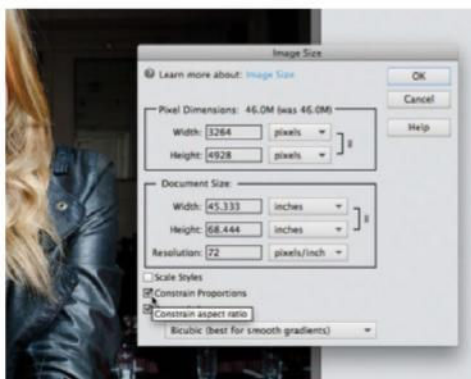 Image Size
Learn more about: Image Size
OK
Cancel
Help
Pixel Dimensions: 46.0M (was 46.0M)
Width: 3264 pixels
Height: 4928 pixels
Document Size:
Width: 45.333 inches
Height: 68.444 inches
Resolution: 72 pixels/inch
Scale Styles
Constrain Proportions
Constrain aspect ratio
Bicubic (best for smooth gradients)